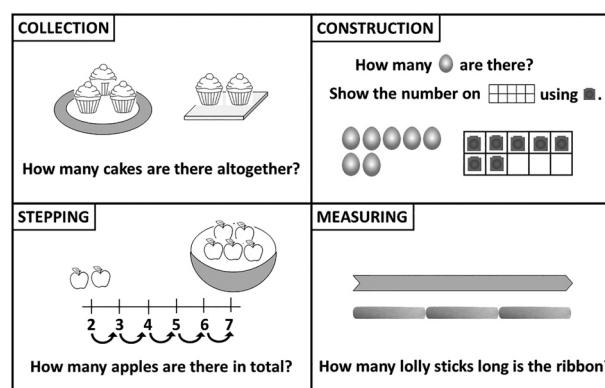 COLLECTION
How many cakes are there altogether?
CONSTRUCTION
How many are there?
Show the number on using .
STEPPING
2 3 4 5 6 7
How many apples are there in total?
MEASURING
How many lolly sticks long is the ribbon?